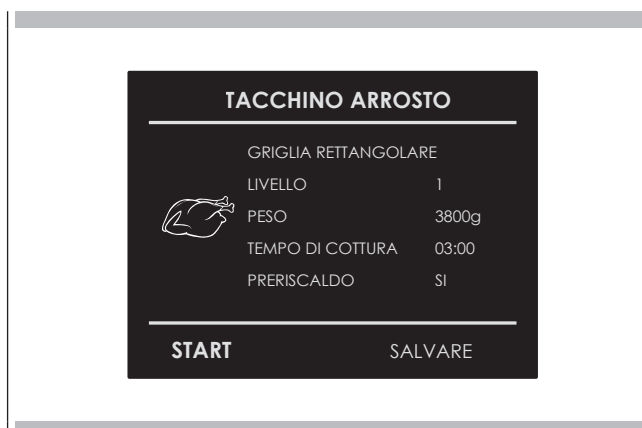 TACCHINO ARROSTO
GRIGLIA RETTANGOLARE
LIVELLO 1
PESO 3800g
TEMPO DI COTTURA 03:00
PRERISCALDO SI
START SALVARE